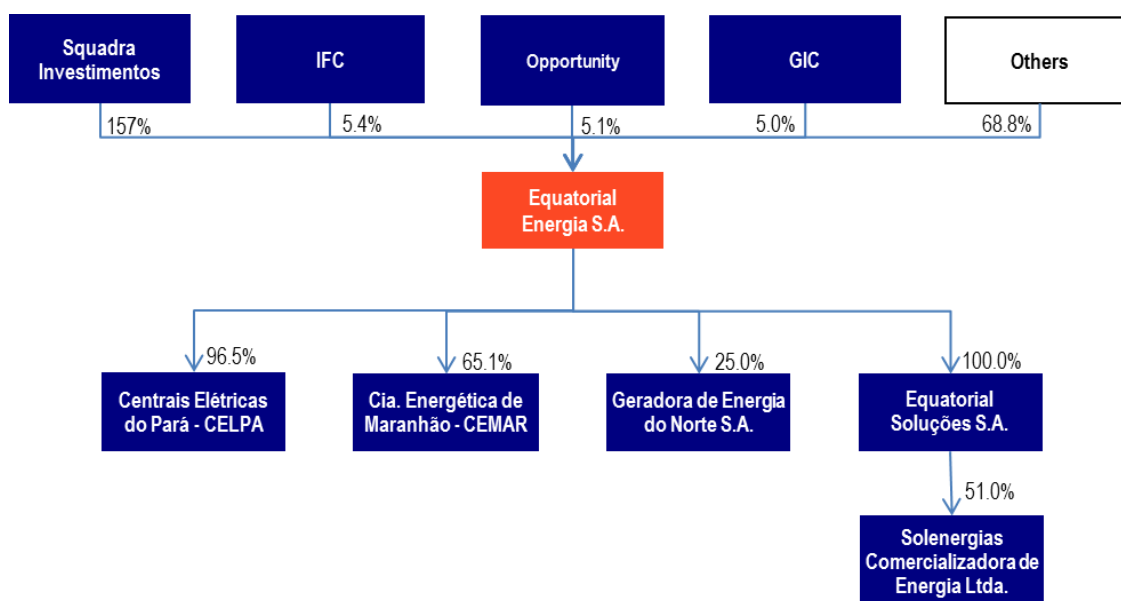 Squadra
Investimentos
IFC
Opportunity
GIC
Others
157%
5.4%
5.1%
5.0%
68.8%
Equatorial
Energia S.A.
96.5%
65.1%
25.0%
100.0%
Centrais Elétricas
do Pará - CELPA
Cia. Energética de
Maranhão - CEMAR
Geradora de Energia
do Norte S.A.
Equatorial
Soluções S.A.
51.0%
Solenergias
Comercializadora de
Energia Ltda.